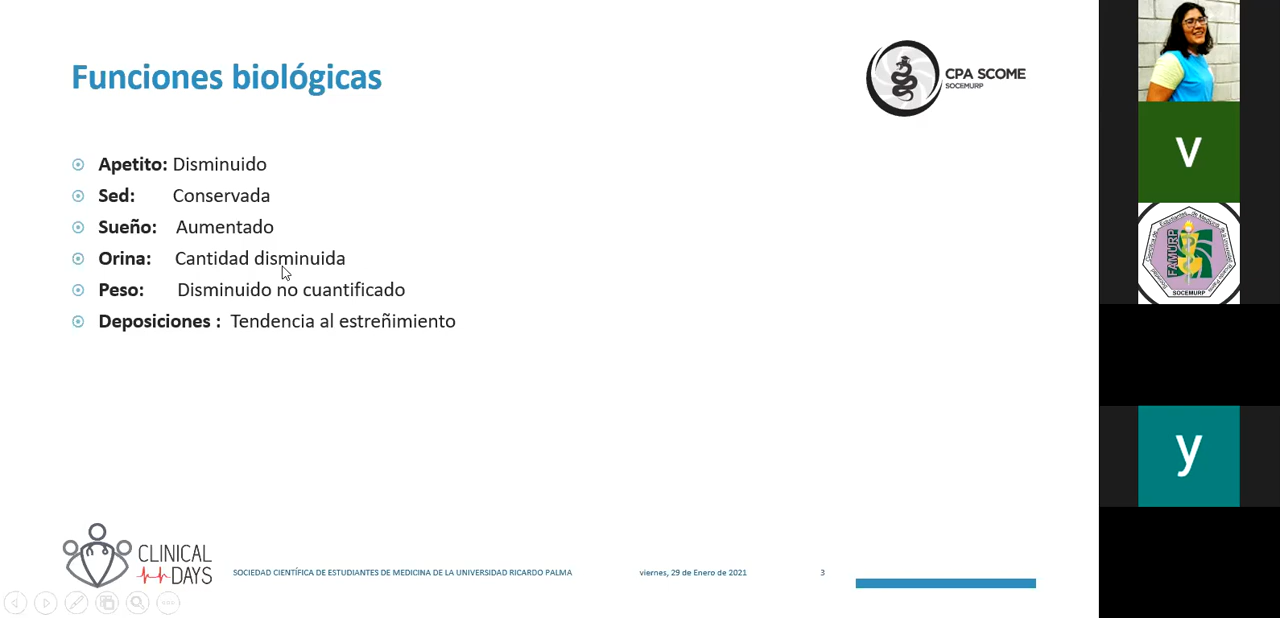 Funciones biológicas
CPA SCOME
SOCEMURP
Apetito: Disminuido
Sed: Conservada
Sueño: Aumentado
Orina: Cantidad disminuida
Peso: Disminuido no cuantificado
Deposiciones : Tendencia al estreñimiento
V
FAMURP
SOCEMURP
y
CLINICAL
DAYS
SOCIEDAD CIENTÍFICA DE ESTUDIANTES DE MEDICINA DE LA UNIVERSIDAD RICARDO PALMA
viernes, 29 de Enero de 2021
3